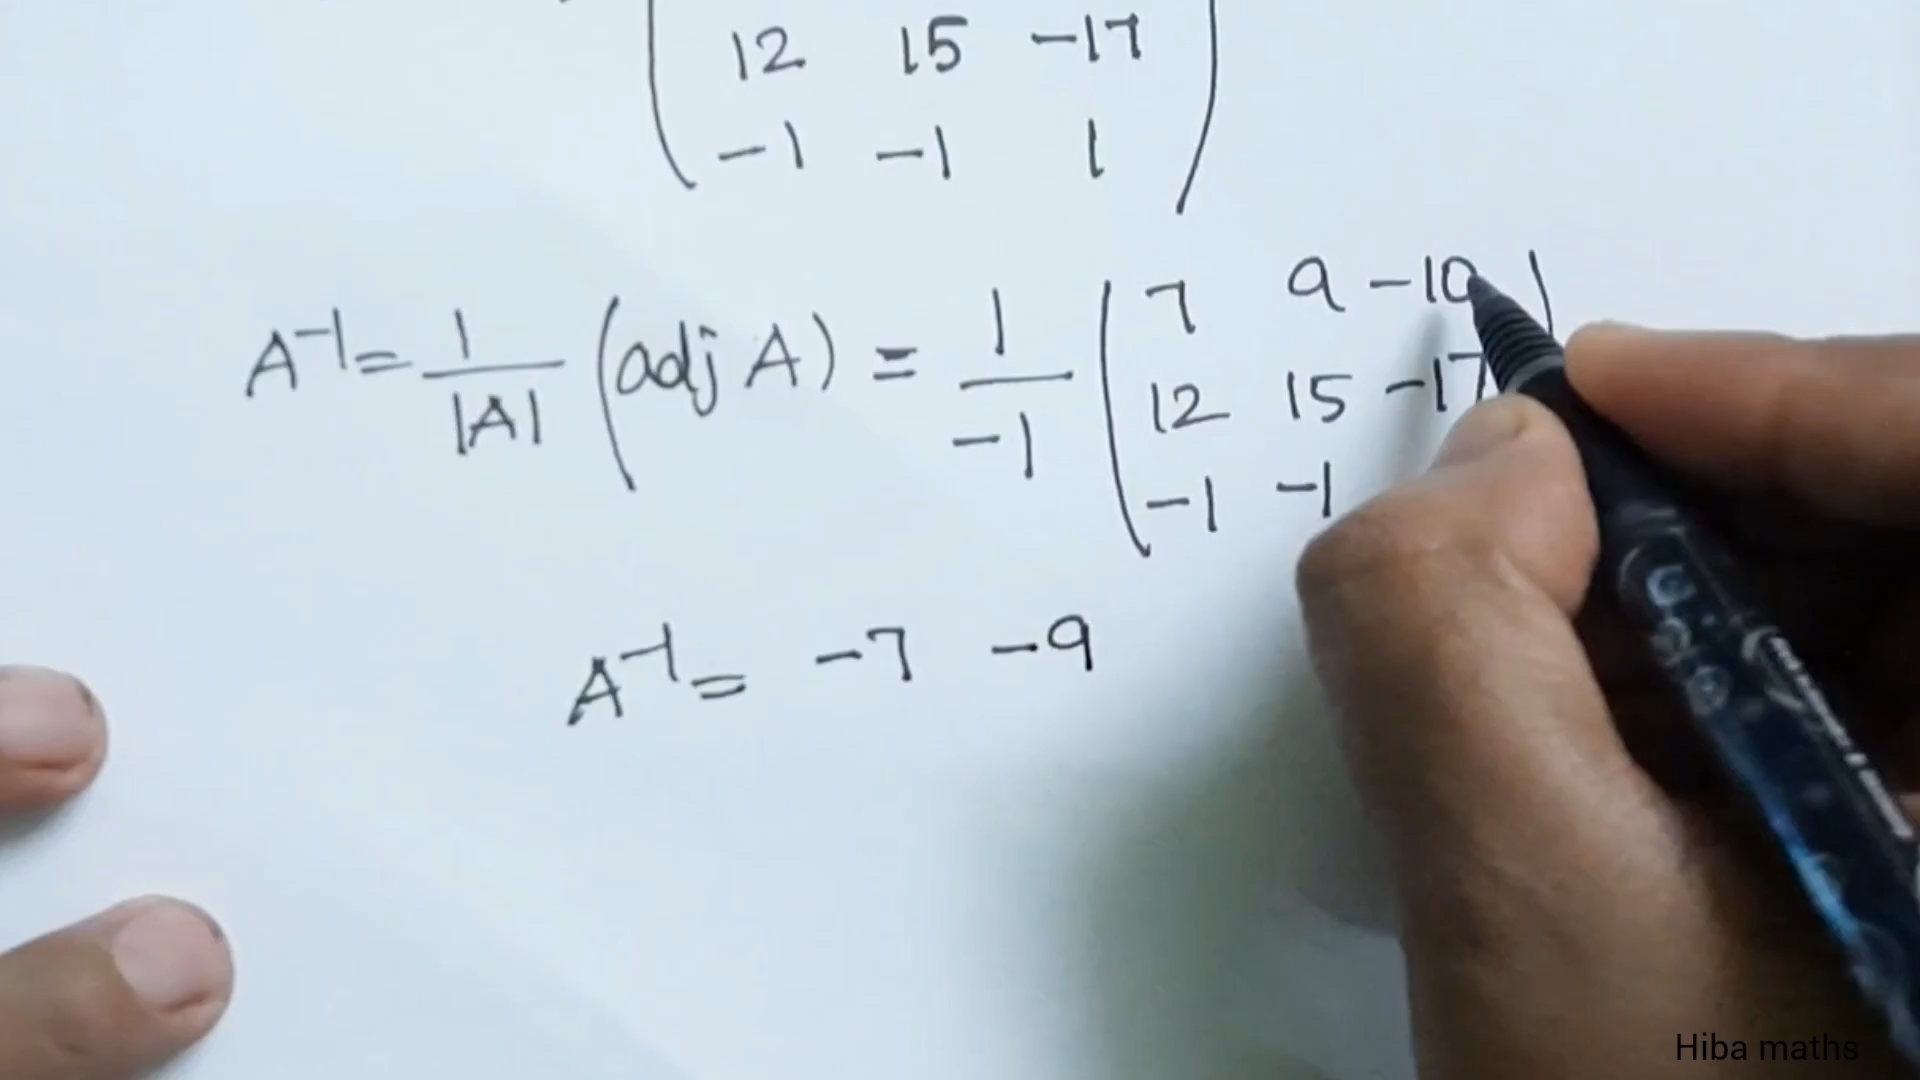 12 15 -17
-1 -1 1
7 9 -10
A⁻¹ = 1/|A| (adj A) = 1/-1
12 15 -17
-1 -1
A⁻¹ = -7 -9
Hiba maths